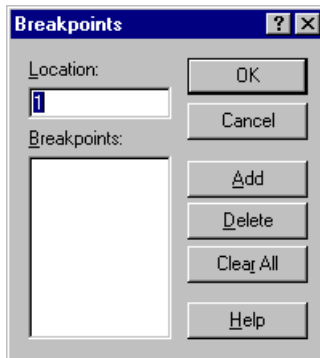 Breakpoints
Location:
1
Breakpoints:
OK
Cancel
Add
Delete
Clear All
Help